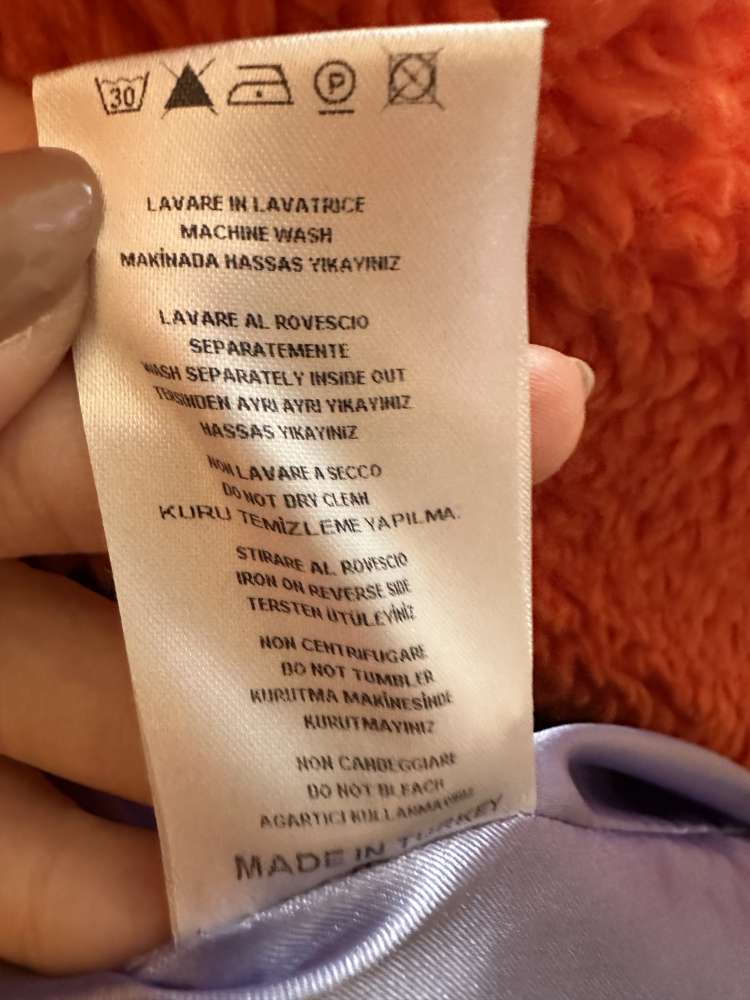 30 P
LAVARE IN LAVATRICE
MACHINE WASH
MAKİNADA HASSAS YIKAYINIZ
LAVARE AL ROVESCIO
SEPARATEMENTE
WASH SEPARATELY INSIDE OUT
TERSINDEN AYRI AYRI YIKAYINIZ
HASSAS YIKAYINIZ
NON LAVARE A SECCO
DO NOT DRY CLEAN
KURU TEMİZLEME YAPILMA.
STIRARE AL ROVESCIO
IRON ON REVERSE SIDE
TERSTEN ÜTÜLEYİNİZ
NON CENTRIFUGARE
DO NOT TUMBLER
KURUTMA MAKİNESİNDE
KURUTMAYINIZ
NON CANDEGGIARE
DO NOT BLEACH
AGARTICI KULLANMAYINIZ
MADE IN TURKEY